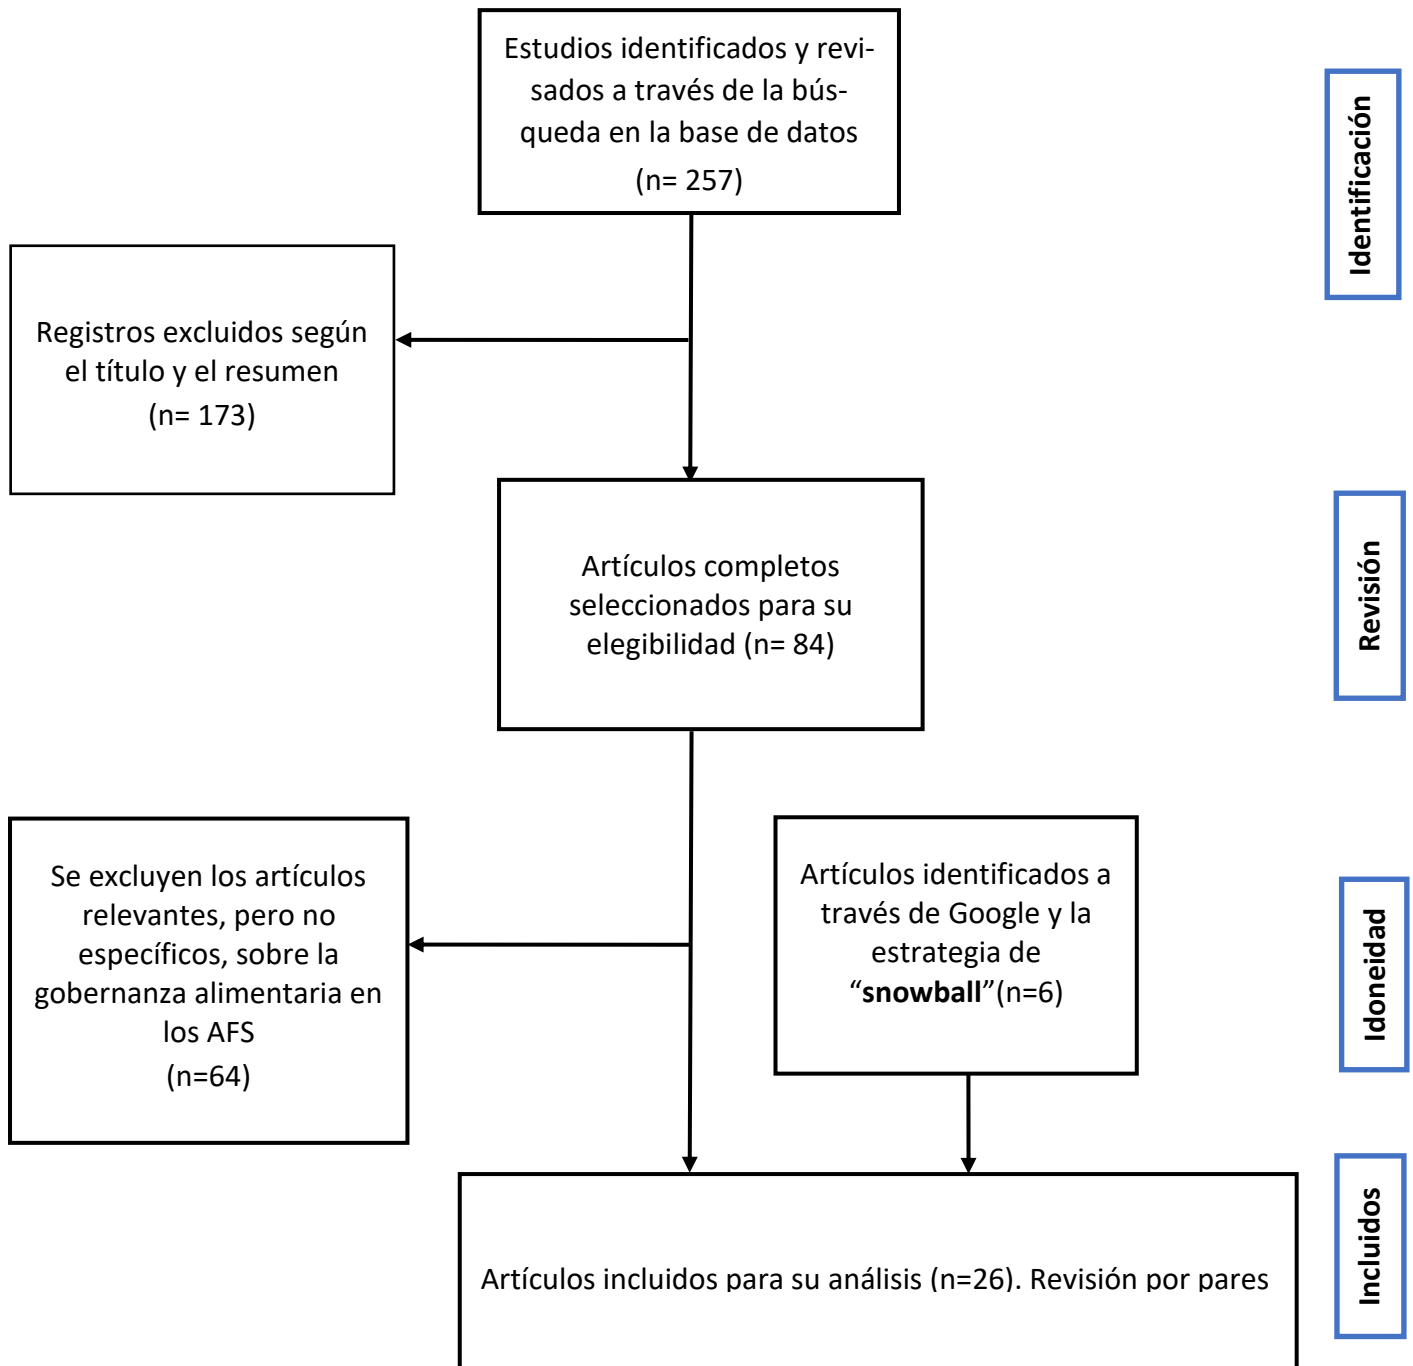 Estudios identificados y revi-
sados a través de la bús-
queda en la base de datos
(n= 257)
Identificación
Registros excluidos según
el título y el resumen
(n= 173)
Artículos completos
seleccionados para su
elegibilidad (n= 84)
Revisión
Se excluyen los artículos
relevantes, pero no
específicos, sobre la
gobernanza alimentaria en
los AFS
(n=64)
Artículos identificados a
través de Google y la
estrategia de
“snowball”(n=6)
Idoneidad
Artículos incluidos para su análisis (n=26). Revisión por pares
Incluidos